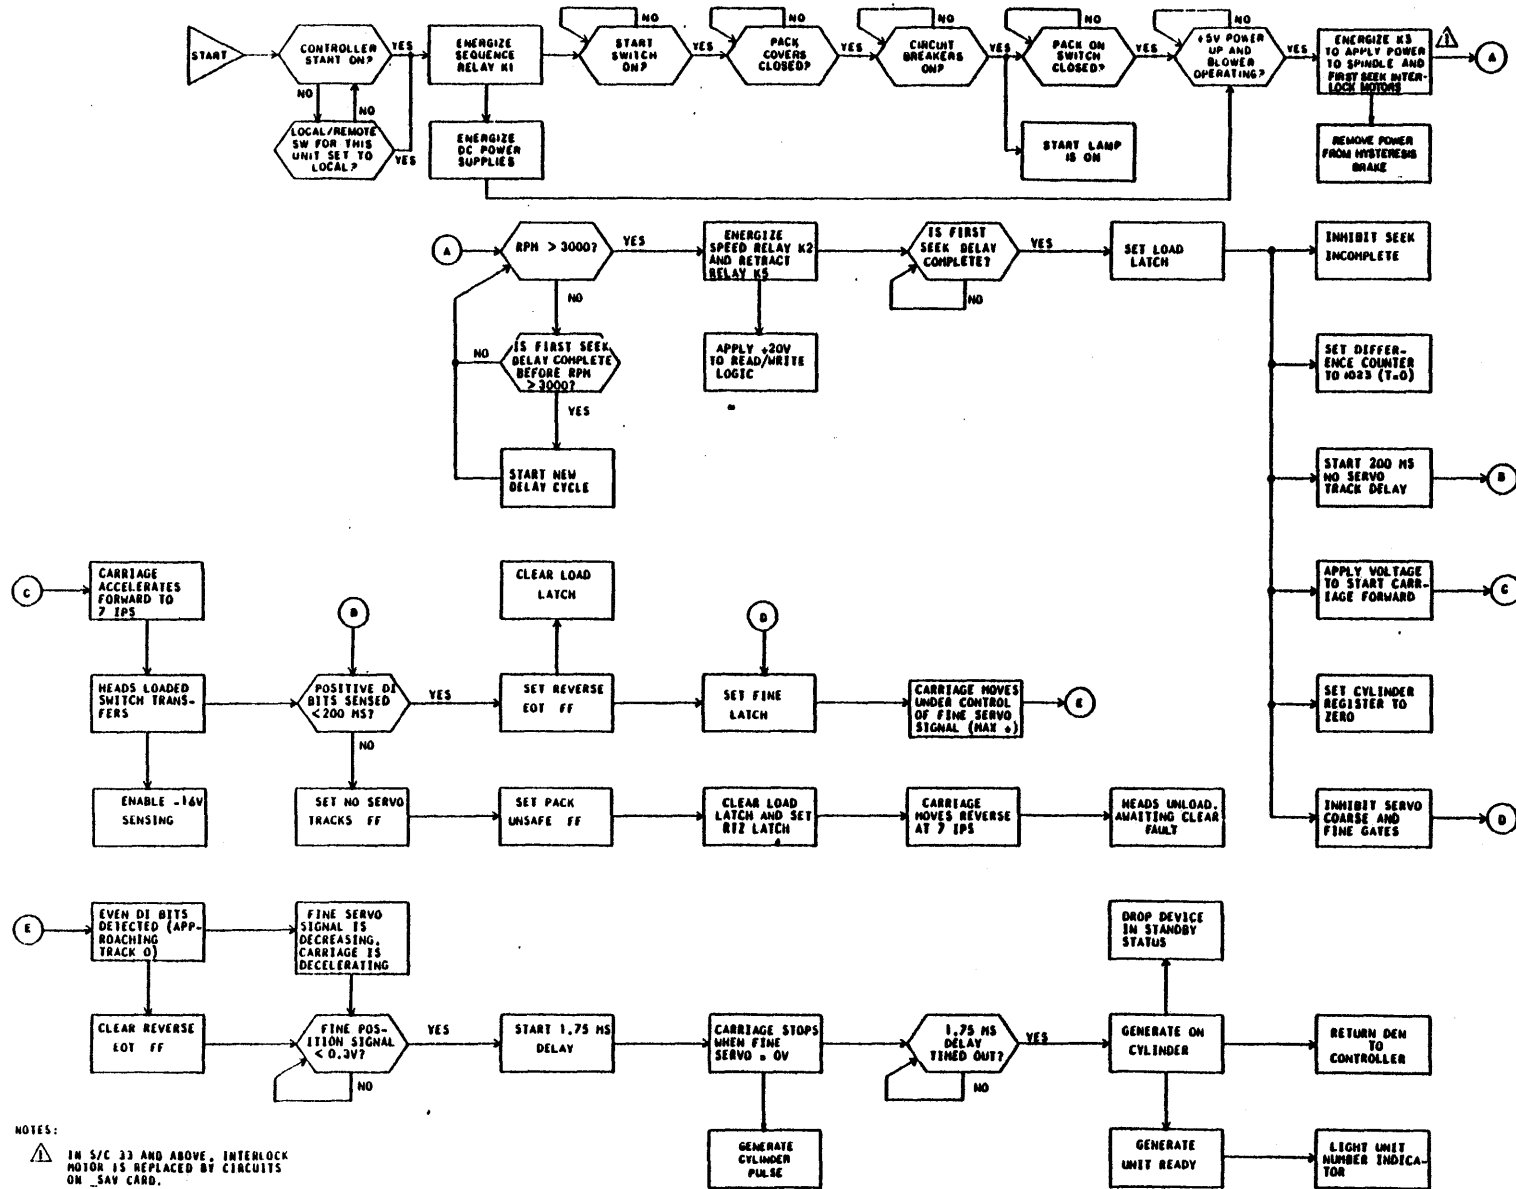 START
CONTROLLER
START ON?
YES
NO
NO
LOCAL/REMOTE
SW FOR THIS
UNIT SET TO
LOCAL?
YES
ENERGIZE
SEQUENCE
RELAY K1
ENERGIZE
DC POWER
SUPPLIES
NO
START
SWITCH
ON?
YES
NO
PACK
COVERS
CLOSED?
YES
NO
CIRCUIT
BREAKERS
ON?
YES
START LAMP
IS ON
NO
PACK ON
SWITCH
CLOSED?
YES
NO
+5V POWER
UP AND
BLOWER
OPERATING?
YES
ENERGIZE K3
TO APPLY POWER
TO SPINDLE AND
FIRST SEEK INTER-
LOCK MOTORS
1
A
REMOVE POWER
FROM HYSTERESIS
BRAKE
A
RPM > 3000?
YES
NO
IS FIRST SEEK
DELAY COMPLETE
BEFORE RPM
≥3000?
NO
YES
START NEW
DELAY CYCLE
ENERGIZE
SPEED RELAY K2
AND RETRACT
RELAY K5
APPLY +20V
TO READ/WRITE
LOGIC
IS FIRST
SEEK DELAY
COMPLETE?
YES
NO
SET LOAD
LATCH
INHIBIT SEEK
INCOMPLETE
SET DIFFER-
ENCE COUNTER
TO 1023 (T=0)
START 200 MS
NO SERVO
TRACK DELAY
B
APPLY VOLTAGE
TO START CARR-
IAGE FORWARD
C
SET CYLINDER
REGISTER TO
ZERO
INHIBIT SERVO
COARSE AND
FINE GATES
D
C
CARRIAGE
ACCELERATES
FORWARD TO
7 IPS
HEADS LOADED
SWITCH TRANS-
FERS
ENABLE -16V
SENSING
B
POSITIVE DI
BITS SENSED
<200 MS?
YES
NO
CLEAR LOAD
LATCH
SET REVERSE
EOT FF
D
SET FINE
LATCH
CARRIAGE MOVES
UNDER CONTROL
OF FINE SERVO
SIGNAL (MAX +)
E
SET NO SERVO
TRACKS FF
SET PACK
UNSAFE FF
CLEAR LOAD
LATCH AND SET
RTZ LATCH
CARRIAGE
MOVES REVERSE
AT 7 IPS
HEADS UNLOAD.
AWAITING CLEAR
FAULT
E
EVEN DI BITS
DETECTED (APP-
ROACHING
TRACK 0)
FINE SERVO
SIGNAL IS
DECREASING.
CARRIAGE IS
DECELERATING
CLEAR REVERSE
EOT FF
FINE POS-
ITION SIGNAL
< 0.3V?
YES
NO
START 1.75 MS
DELAY
CARRIAGE STOPS
WHEN FINE
SERVO = 0V
GENERATE
CYLINDER
PULSE
1.75 MS
DELAY
TIMED OUT?
YES
NO
DROP DEVICE
IN STANDBY
STATUS
GENERATE ON
CYLINDER
RETURN DEN
TO
CONTROLLER
GENERATE
UNIT READY
LIGHT UNIT
NUMBER INDICA-
TOR
NOTES:
1 IN S/C 33 AND ABOVE, INTERLOCK
MOTOR IS REPLACED BY CIRCUITS
ON _SAV CARD.